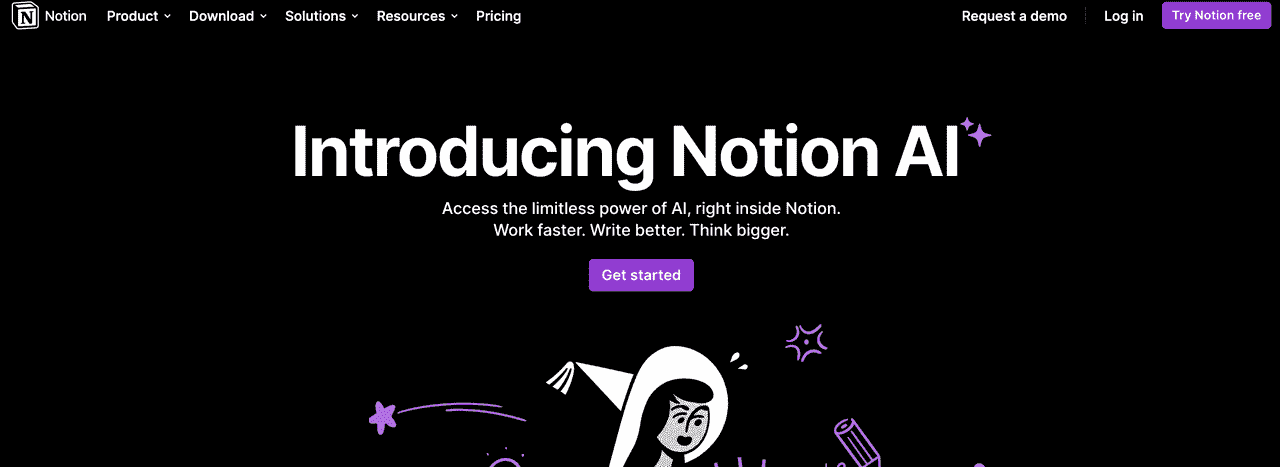 Notion Product Download Solutions Resources Pricing Request a demo Log in Try Notion free
Introducing Notion AI
Access the limitless power of AI, right inside Notion.
Work faster. Write better. Think bigger.
Get started